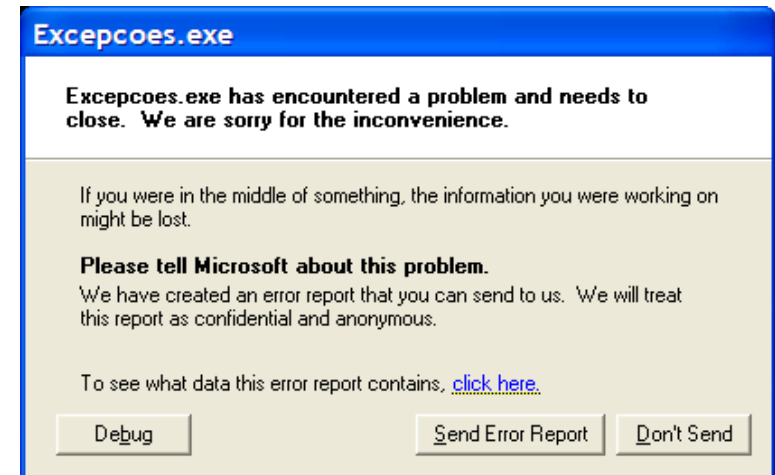 Excepcoes.exe
Excepcoes.exe has encountered a problem and needs to
close.  We are sorry for the inconvenience.
If you were in the middle of something, the information you were working on
might be lost.
Please tell Microsoft about this problem.
We have created an error report that you can send to us.  We will treat
this report as confidential and anonymous.
To see what data this error report contains, click here.
Debug Send Error Report Don't Send